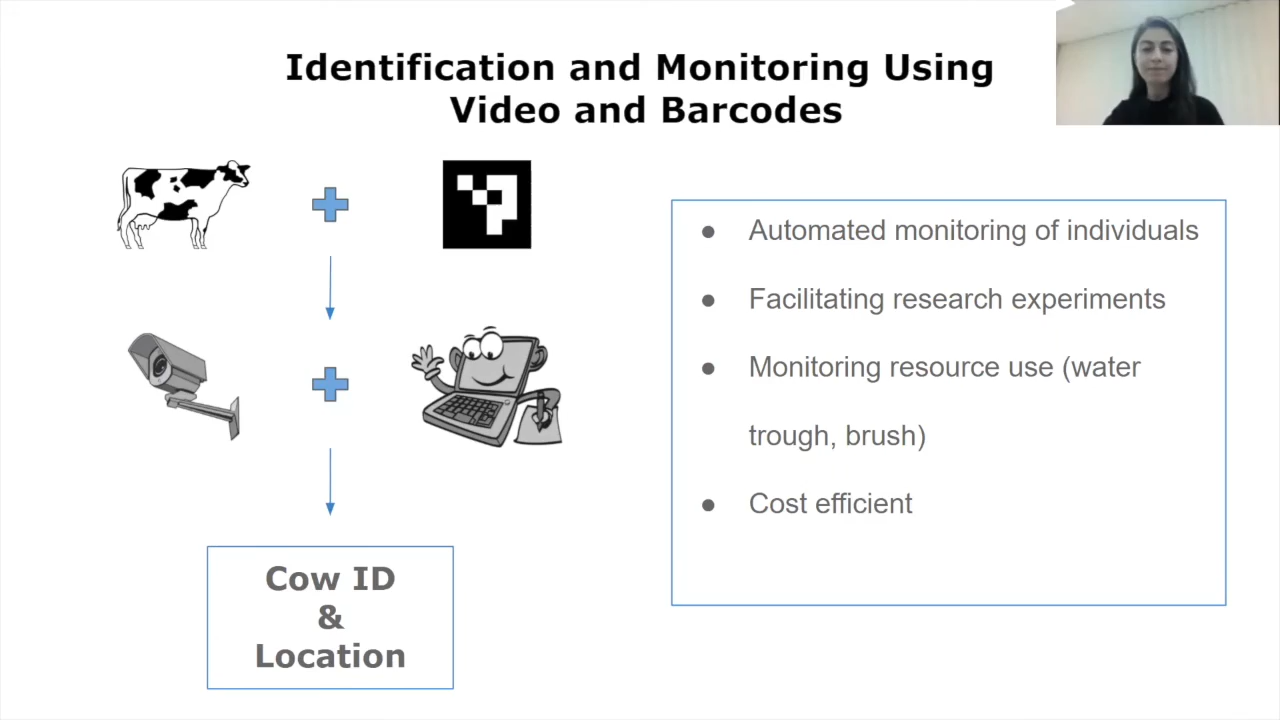 Identification and Monitoring Using
Video and Barcodes
Cow ID
&
Location
● Automated monitoring of individuals
● Facilitating research experiments
● Monitoring resource use (water
trough, brush)
● Cost efficient